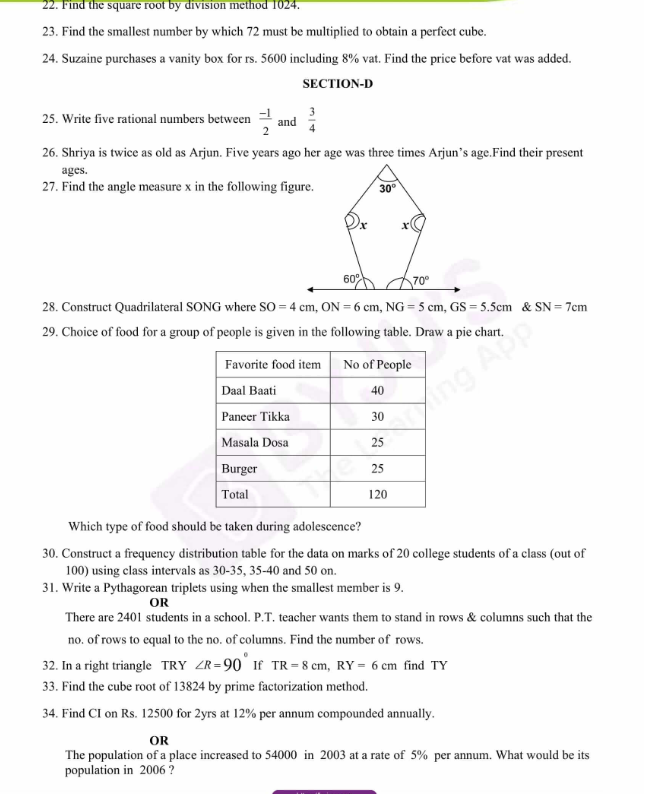 22. Find the square root by division method 1024.
23. Find the smallest number by which 72 must be multiplied to obtain a perfect cube.
24. Suzaine purchases a vanity box for rs. 5600 including 8% vat. Find the price before vat was added.
SECTION-D
25. Write five rational numbers between -1/2 and 3/4
26. Shriya is twice as old as Arjun. Five years ago her age was three times Arjun's age.Find their present
ages.
27. Find the angle measure x in the following figure.
30°
x x
60° 70°
28. Construct Quadrilateral SONG where SO = 4 cm, ON = 6 cm, NG = 5 cm, GS = 5.5cm & SN = 7cm
29. Choice of food for a group of people is given in the following table. Draw a pie chart.
Favorite food item No of People
Daal Baati 40
Paneer Tikka 30
Masala Dosa 25
Burger 25
Total 120
BYJU'S
The Learning App
Which type of food should be taken during adolescence?
30. Construct a frequency distribution table for the data on marks of 20 college students of a class (out of
100) using class intervals as 30-35, 35-40 and 50 on.
31. Write a Pythagorean triplets using when the smallest member is 9.
OR
There are 2401 students in a school. P.T. teacher wants them to stand in rows & columns such that the
no. of rows to equal to the no. of columns. Find the number of rows.
32. In a right triangle TRY ∠R = 90° If TR = 8 cm, RY = 6 cm find TY
33. Find the cube root of 13824 by prime factorization method.
34. Find CI on Rs. 12500 for 2yrs at 12% per annum compounded annually.
OR
The population of a place increased to 54000 in 2003 at a rate of 5% per annum. What would be its
population in 2006 ?